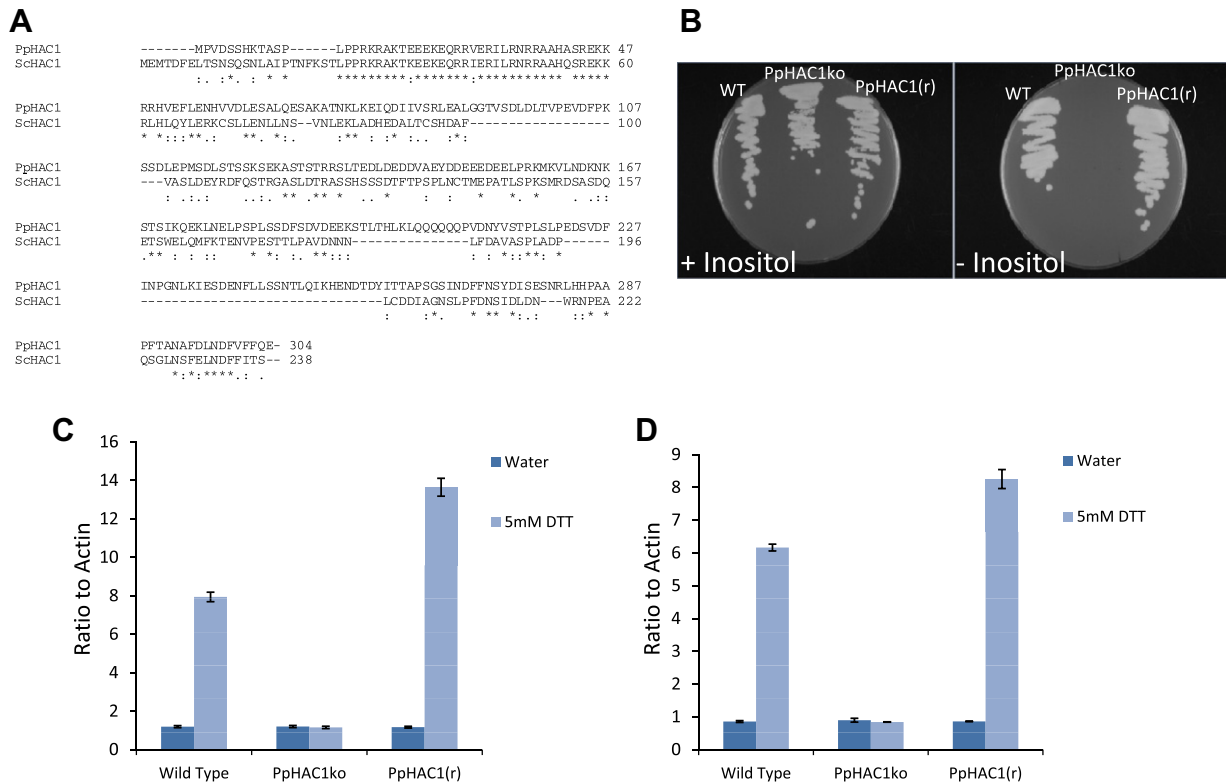 A
PpHAC1 -------MPVDSSHKTASP------LPPRKRAKTEEEKEQRRVERILRNRRAAHASREKK 47
ScHAC1 MEMTDFELTSNSQSNLAIPTNFKSTLPPRKRAKTKEEKEQRRIERILRNRRAAHQSREKK 60
PpHAC1 RRHVEFLENHVVDLESALQESAKATNKLKEIQDIIVSRLEALGGTVSDLDLTVPEVDFPK 107
ScHAC1 RLHLQYLERKCSLLENLLNS--VNLEKLADHEDALTCSHDAF------------------ 100
PpHAC1 SSDLEPMSDLSTSSKSEKASTSTRRSLTEDLDEDDVAEYDDEEEDEELPRKMKVLNDKNK 167
ScHAC1 ---VASLDEYRDFQSTRGASLDTRASSHSSSDTFTPSPLNCTMEPATLSPKSMRDSASDQ 157
PpHAC1 STSIKQEKLNELPSPLSSDFSDVDEEKSTLTHLKLQQQQQQPVDNYVSTPLSLPEDSVDF 227
ScHAC1 ETSWELQMFKTENVPESTTLPAVDNNN---------------LFDAVASPLADP------ 196
PpHAC1 INPGNLKIESDENFLLSSNTLQIKHENDTDYITTAPSGSINDFFNSYDISESNRLHHPAA 287
ScHAC1 -------------------------------LCDDIAGNSLPFDNSIDLDN---WRNPEA 222
PpHAC1 PFTANAFDLNDFVFFQE- 304
ScHAC1 QSGLNSFELNDFFITS-- 238
B
WT PpHAC1ko PpHAC1(r)
+ Inositol
WT PpHAC1ko PpHAC1(r)
- Inositol
C
Ratio to Actin
16
14
12
10
8
6
4
2
0
Wild Type PpHAC1ko PpHAC1(r)
Water
5mM DTT
D
Ratio to Actin
9
8
7
6
5
4
3
2
1
0
Wild Type PpHAC1ko PpHAC1(r)
Water
5mM DTT